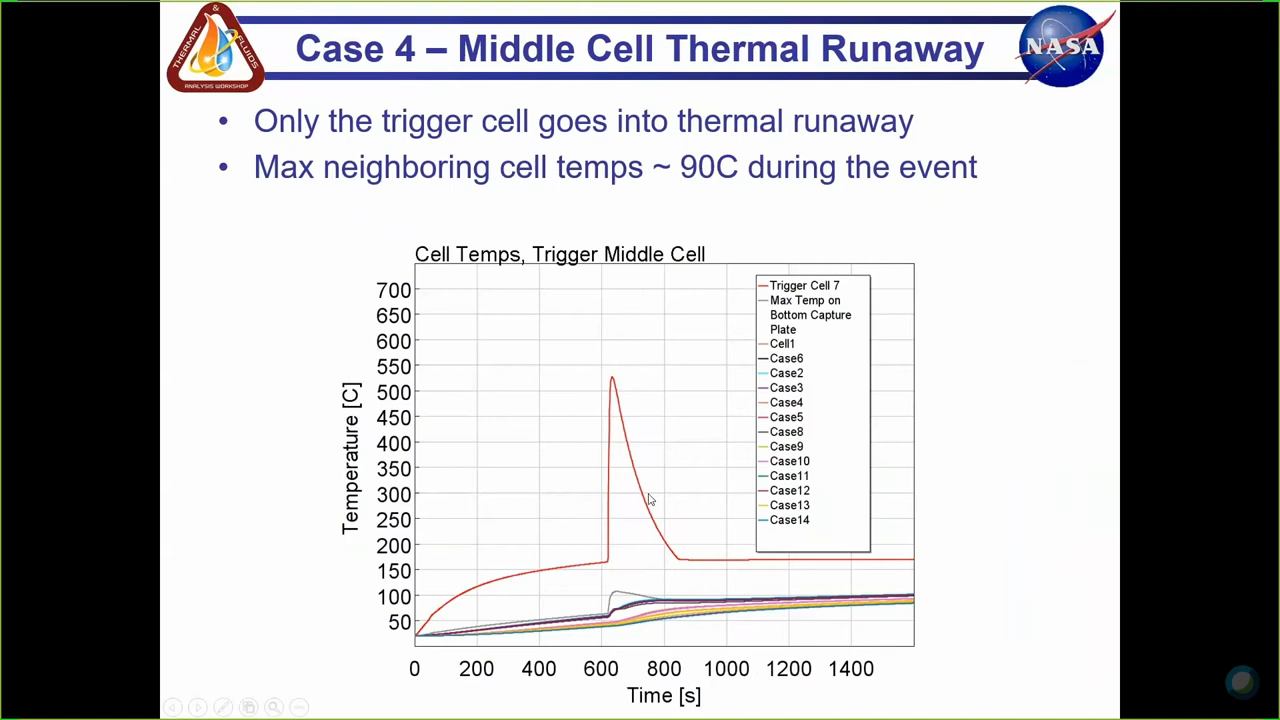 &
THERMAL
FLUIDS
ANALYSIS WORKSHOP
Case 4 – Middle Cell Thermal Runaway
NASA
• Only the trigger cell goes into thermal runaway
• Max neighboring cell temps ~ 90C during the event
Cell Temps, Trigger Middle Cell
Temperature [C]
700
650
600
550
500
450
400
350
300
250
200
150
100
50
Trigger Cell 7
Max Temp on
Bottom Capture
Plate
Cell1
Case6
Case2
Case3
Case4
Case5
Case8
Case9
Case10
Case11
Case12
Case13
Case14
0 200 400 600 800 1000 1200 1400
Time [s]